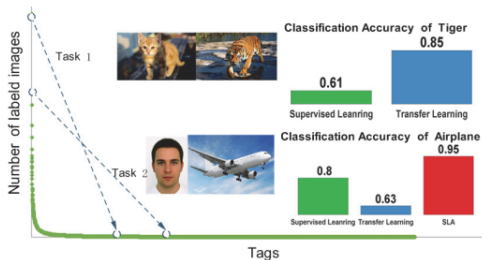 Number of labeld images
Task 1
Task 2
Tags
Classification Accuracy of Tiger
0.85
0.61
Supervised Leanring
Transfer Learning
Classification Accuracy of Airplane
0.95
0.8
0.63
Supervised Leanring
Transfer Learning
SLA